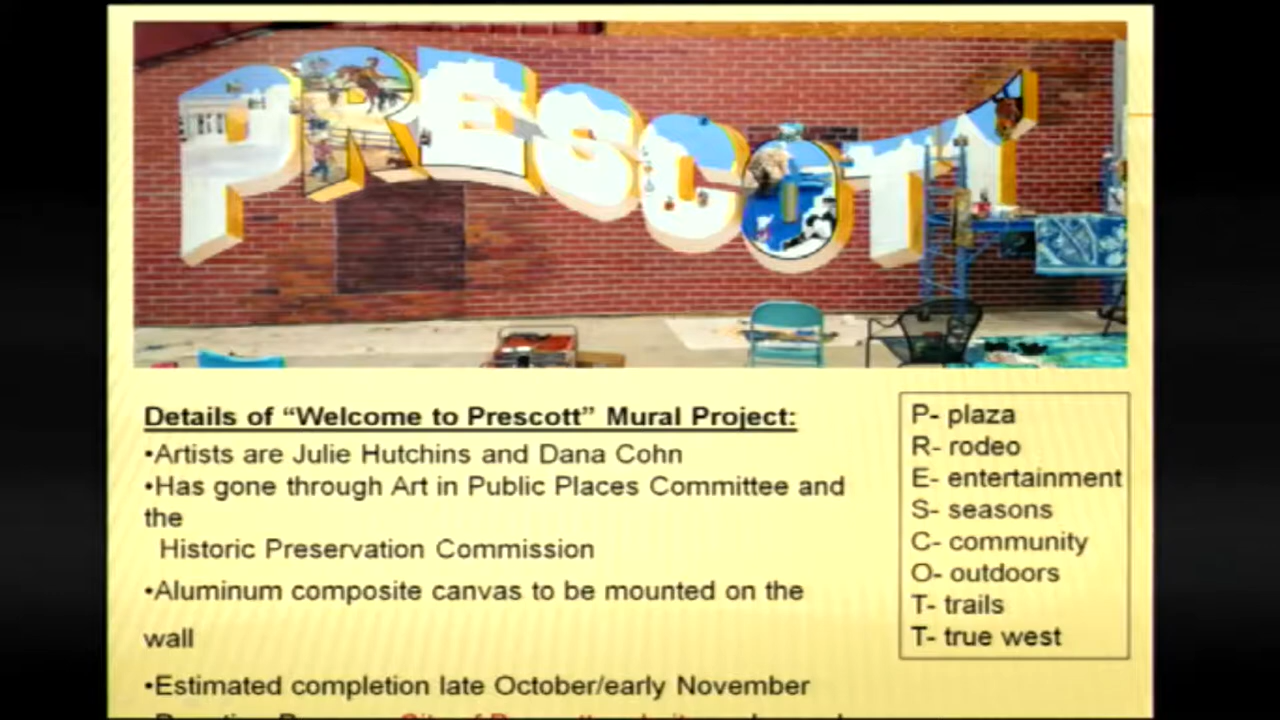 PRESCOTT
Details of “Welcome to Prescott” Mural Project:
•Artists are Julie Hutchins and Dana Cohn
•Has gone through Art in Public Places Committee and
the
Historic Preservation Commission
•Aluminum composite canvas to be mounted on the
wall
•Estimated completion late October/early November
P- plaza
R- rodeo
E- entertainment
S- seasons
C- community
O- outdoors
T- trails
T- true west